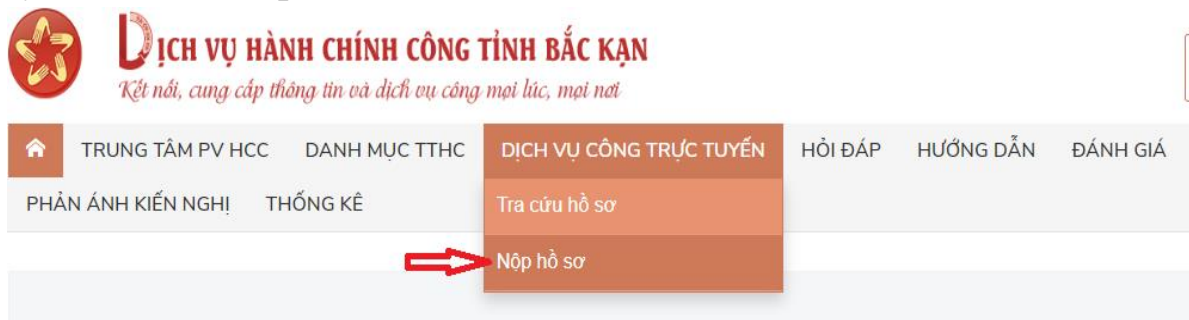 DỊCH VỤ HÀNH CHÍNH CÔNG TỈNH BẮC KẠN
Kết nối, cung cấp thông tin và dịch vụ công mọi lúc, mọi nơi
TRUNG TÂM PV HCC DANH MỤC TTHC DỊCH VỤ CÔNG TRỰC TUYẾN HỎI ĐÁP HƯỚNG DẪN ĐÁNH GIÁ
PHẢN ÁNH KIẾN NGHỊ THỐNG KÊ
Tra cứu hồ sơ
Nộp hồ sơ